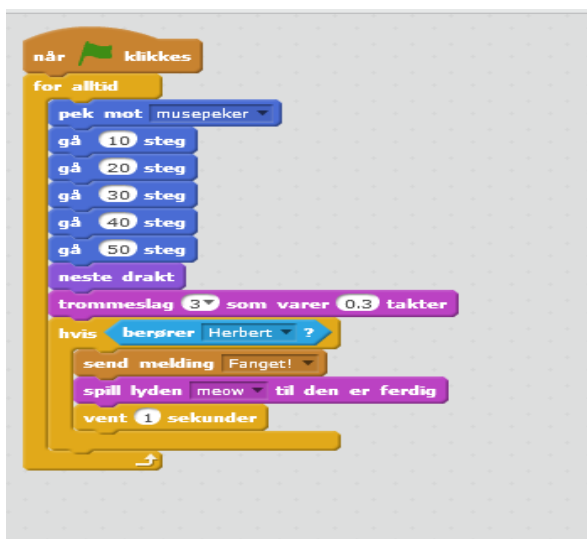 når klikkes
for alltid
pek mot musepeker
gå 10 steg
gå 20 steg
gå 30 steg
gå 40 steg
gå 50 steg
neste drakt
trommeslag 3 som varer 0.3 takter
hvis berører Herbert ?
send melding Fanget!
spill lyden meow til den er ferdig
vent 1 sekunder